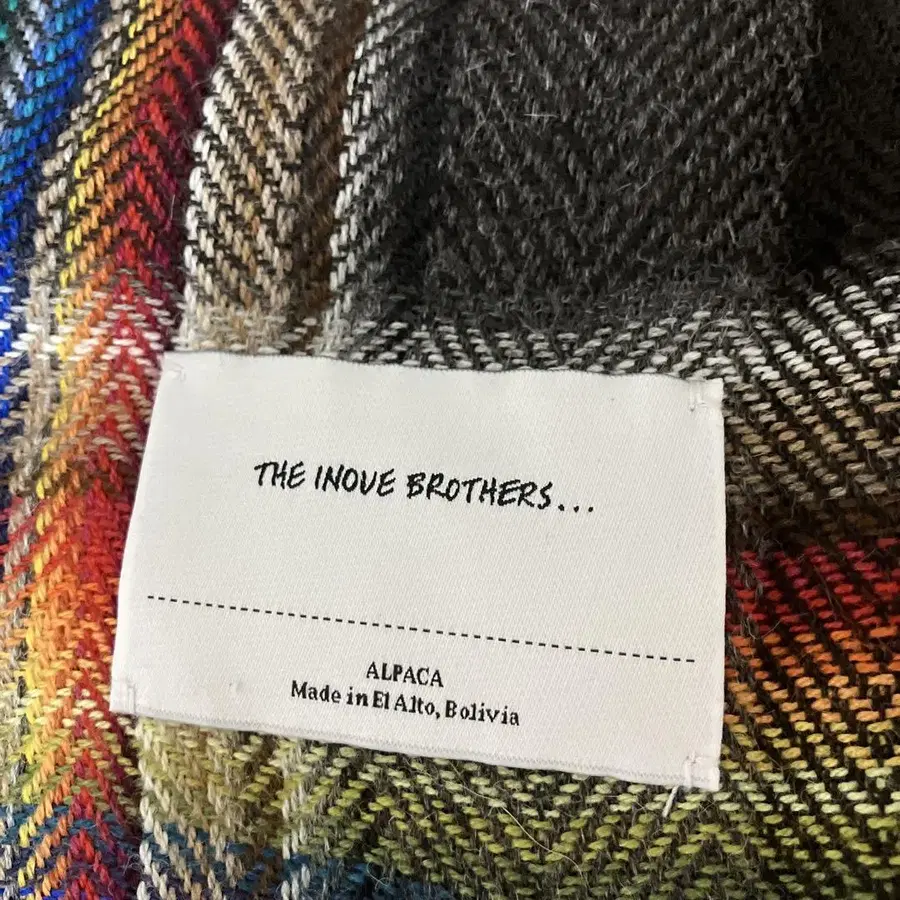 THE INOUE BROTHERS...
ALPACA
Made in El Alto, Bolivia